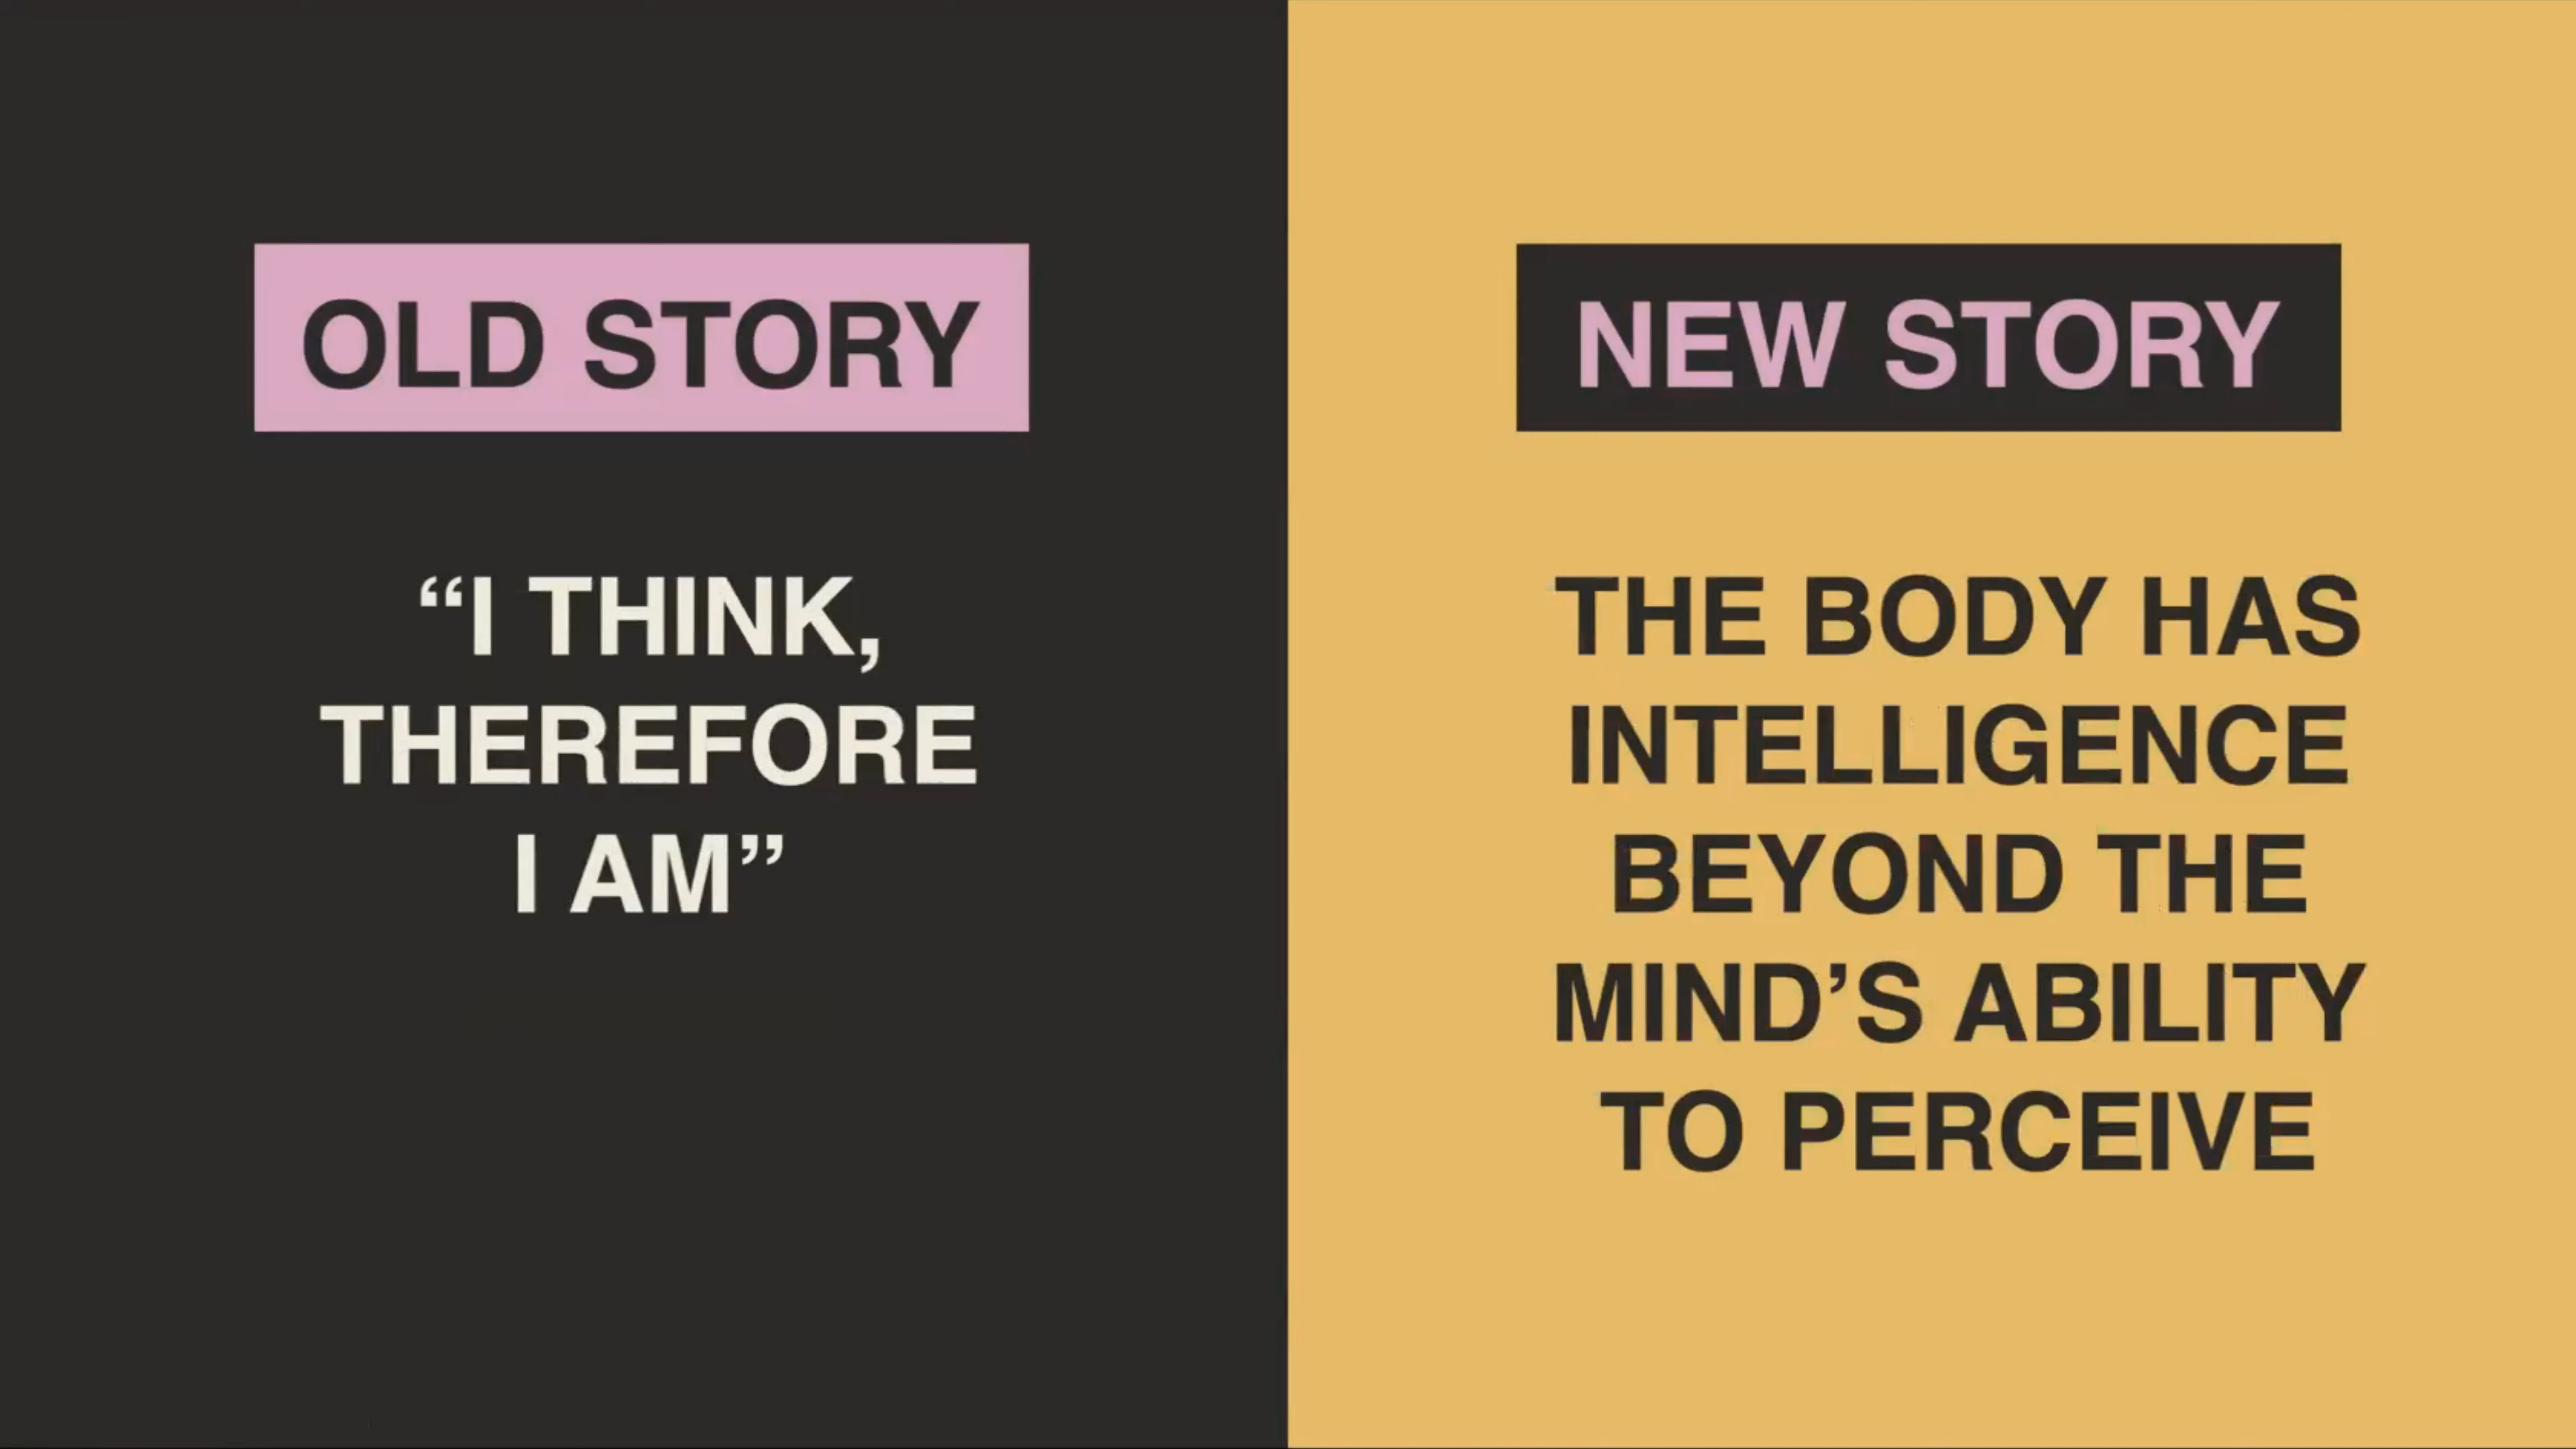 OLD STORY
“I THINK,
THEREFORE
I AM”
NEW STORY
THE BODY HAS
INTELLIGENCE
BEYOND THE
MIND’S ABILITY
TO PERCEIVE